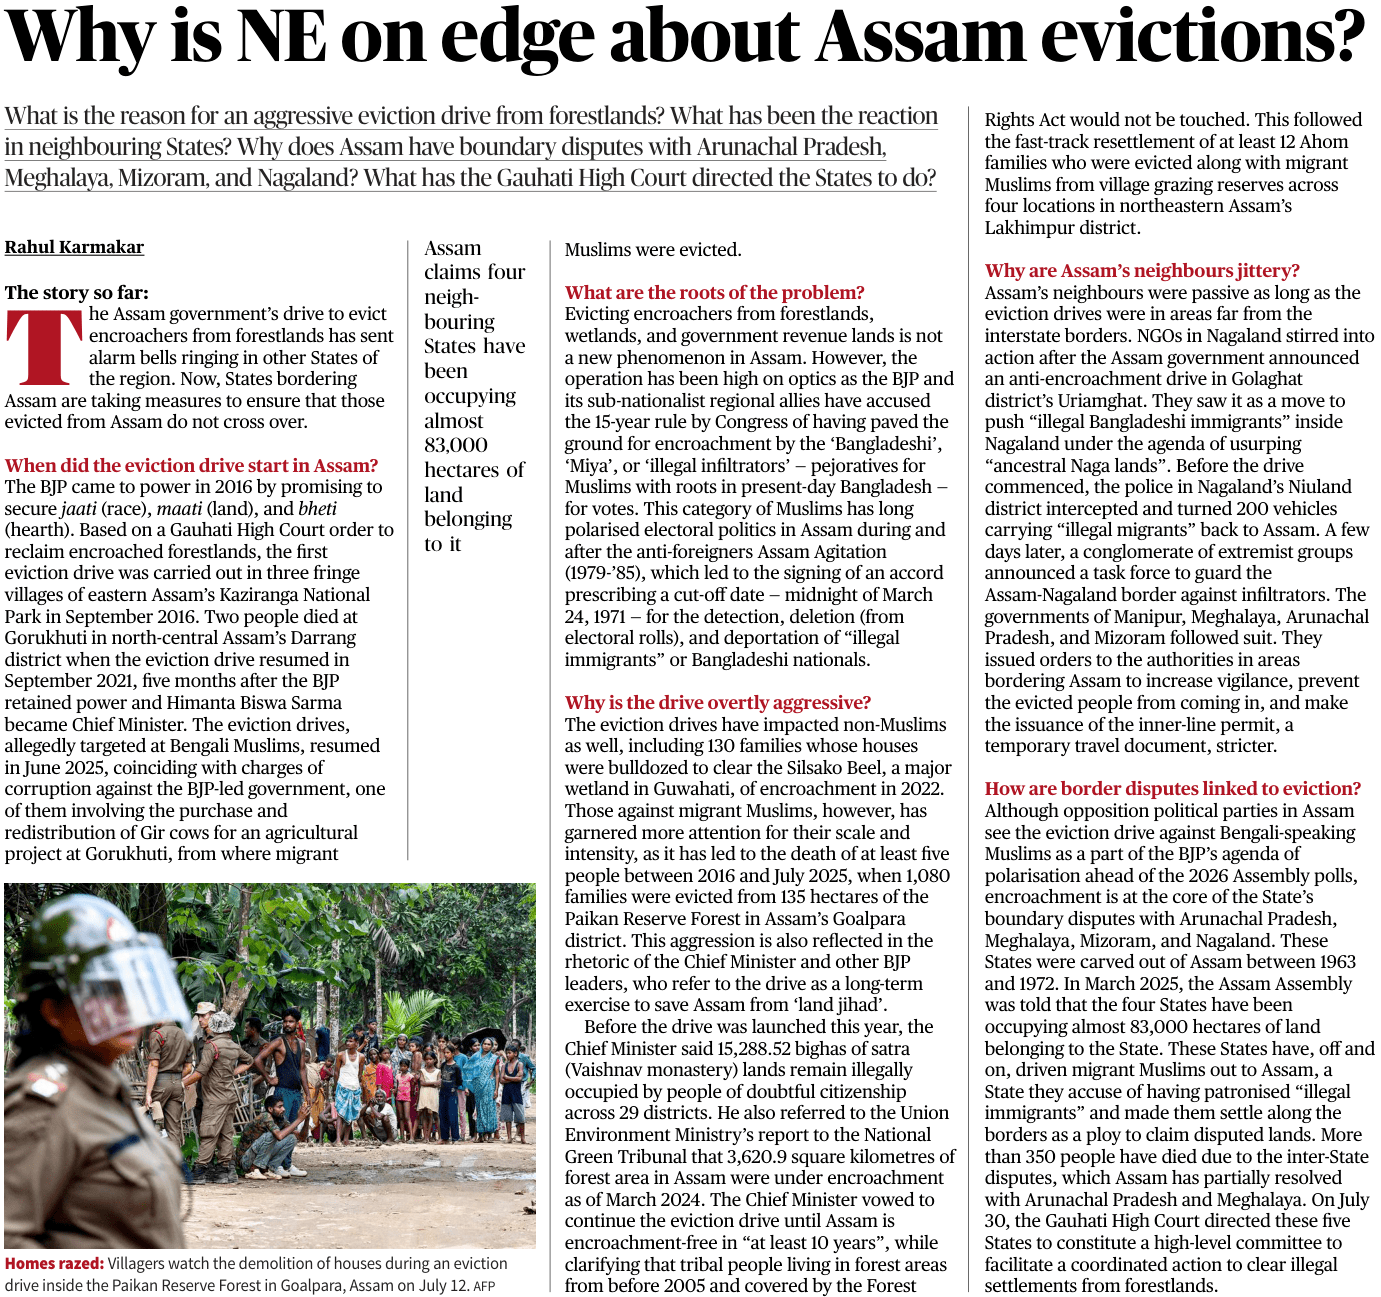 Why is NE on edge about Assam evictions?
What is the reason for an aggressive eviction drive from forestlands? What has been the reaction
in neighbouring States? Why does Assam have boundary disputes with Arunachal Pradesh,
Meghalaya, Mizoram, and Nagaland? What has the Gauhati High Court directed the States to do?
Rahul Karmakar
The story so far:
The Assam government's drive to evict
encroachers from forestlands has sent
alarm bells ringing in other States of
the region. Now, States bordering
Assam are taking measures to ensure that those
evicted from Assam do not cross over.
When did the eviction drive start in Assam?
The BJP came to power in 2016 by promising to
secure jaati (race), maati (land), and bheti
(hearth). Based on a Gauhati High Court order to
reclaim encroached forestlands, the first
eviction drive was carried out in three fringe
villages of eastern Assam's Kaziranga National
Park in September 2016. Two people died at
Gorukhuti in north-central Assam's Darrang
district when the eviction drive resumed in
September 2021, five months after the BJP
retained power and Himanta Biswa Sarma
became Chief Minister. The eviction drives,
allegedly targeted at Bengali Muslims, resumed
in June 2025, coinciding with charges of
corruption against the BJP-led government, one
of them involving the purchase and
redistribution of Gir cows for an agricultural
project at Gorukhuti, from where migrant
Assam
claims four
neigh-
bouring
States have
been
occupying
almost
83,000
hectares of
land
belonging
to it
Homes razed: Villagers watch the demolition of houses during an eviction
drive inside the Paikan Reserve Forest in Goalpara, Assam on July 12. AFP
Muslims were evicted.
What are the roots of the problem?
Evicting encroachers from forestlands,
wetlands, and government revenue lands is not
a new phenomenon in Assam. However, the
operation has been high on optics as the BJP and
its sub-nationalist regional allies have accused
the 15-year rule by Congress of having paved the
ground for encroachment by the 'Bangladeshi',
'Miya', or 'illegal infiltrators' – pejoratives for
Muslims with roots in present-day Bangladesh –
for votes. This category of Muslims has long
polarised electoral politics in Assam during and
after the anti-foreigners Assam Agitation
(1979-'85), which led to the signing of an accord
prescribing a cut-off date – midnight of March
24, 1971 – for the detection, deletion (from
electoral rolls), and deportation of "illegal
immigrants" or Bangladeshi nationals.
Why is the drive overtly aggressive?
The eviction drives have impacted non-Muslims
as well, including 130 families whose houses
were bulldozed to clear the Silsako Beel, a major
wetland in Guwahati, of encroachment in 2022.
Those against migrant Muslims, however, has
garnered more attention for their scale and
intensity, as it has led to the death of at least five
people between 2016 and July 2025, when 1,080
families were evicted from 135 hectares of the
Paikan Reserve Forest in Assam's Goalpara
district. This aggression is also reflected in the
rhetoric of the Chief Minister and other BJP
leaders, who refer to the drive as a long-term
exercise to save Assam from 'land jihad'.
Before the drive was launched this year, the
Chief Minister said 15,288.52 bighas of satra
(Vaishnav monastery) lands remain illegally
occupied by people of doubtful citizenship
across 29 districts. He also referred to the Union
Environment Ministry's report to the National
Green Tribunal that 3,620.9 square kilometres of
forest area in Assam were under encroachment
as of March 2024. The Chief Minister vowed to
continue the eviction drive until Assam is
encroachment-free in "at least 10 years", while
clarifying that tribal people living in forest areas
from before 2005 and covered by the Forest
Rights Act would not be touched. This followed
the fast-track resettlement of at least 12 Ahom
families who were evicted along with migrant
Muslims from village grazing reserves across
four locations in northeastern Assam's
Lakhimpur district.
Why are Assam's neighbours jittery?
Assam's neighbours were passive as long as the
eviction drives were in areas far from the
interstate borders. NGOs in Nagaland stirred into
action after the Assam government announced
an anti-encroachment drive in Golaghat
district's Uriamghat. They saw it as a move to
push "illegal Bangladeshi immigrants" inside
Nagaland under the agenda of usurping
"ancestral Naga lands". Before the drive
commenced, the police in Nagaland's Niuland
district intercepted and turned 200 vehicles
carrying "illegal migrants" back to Assam. A few
days later, a conglomerate of extremist groups
announced a task force to guard the
Assam-Nagaland border against infiltrators. The
governments of Manipur, Meghalaya, Arunachal
Pradesh, and Mizoram followed suit. They
issued orders to the authorities in areas
bordering Assam to increase vigilance, prevent
the evicted people from coming in, and make
the issuance of the inner-line permit, a
temporary travel document, stricter.
How are border disputes linked to eviction?
Although opposition political parties in Assam
see the eviction drive against Bengali-speaking
Muslims as a part of the BJP's agenda of
polarisation ahead of the 2026 Assembly polls,
encroachment is at the core of the State's
boundary disputes with Arunachal Pradesh,
Meghalaya, Mizoram, and Nagaland. These
States were carved out of Assam between 1963
and 1972. In March 2025, the Assam Assembly
was told that the four States have been
occupying almost 83,000 hectares of land
belonging to the State. These States have, off and
on, driven migrant Muslims out to Assam, a
State they accuse of having patronised "illegal
immigrants" and made them settle along the
borders as a ploy to claim disputed lands. More
than 350 people have died due to the inter-State
disputes, which Assam has partially resolved
with Arunachal Pradesh and Meghalaya. On July
30, the Gauhati High Court directed these five
States to constitute a high-level committee to
facilitate a coordinated action to clear illegal
settlements from forestlands.